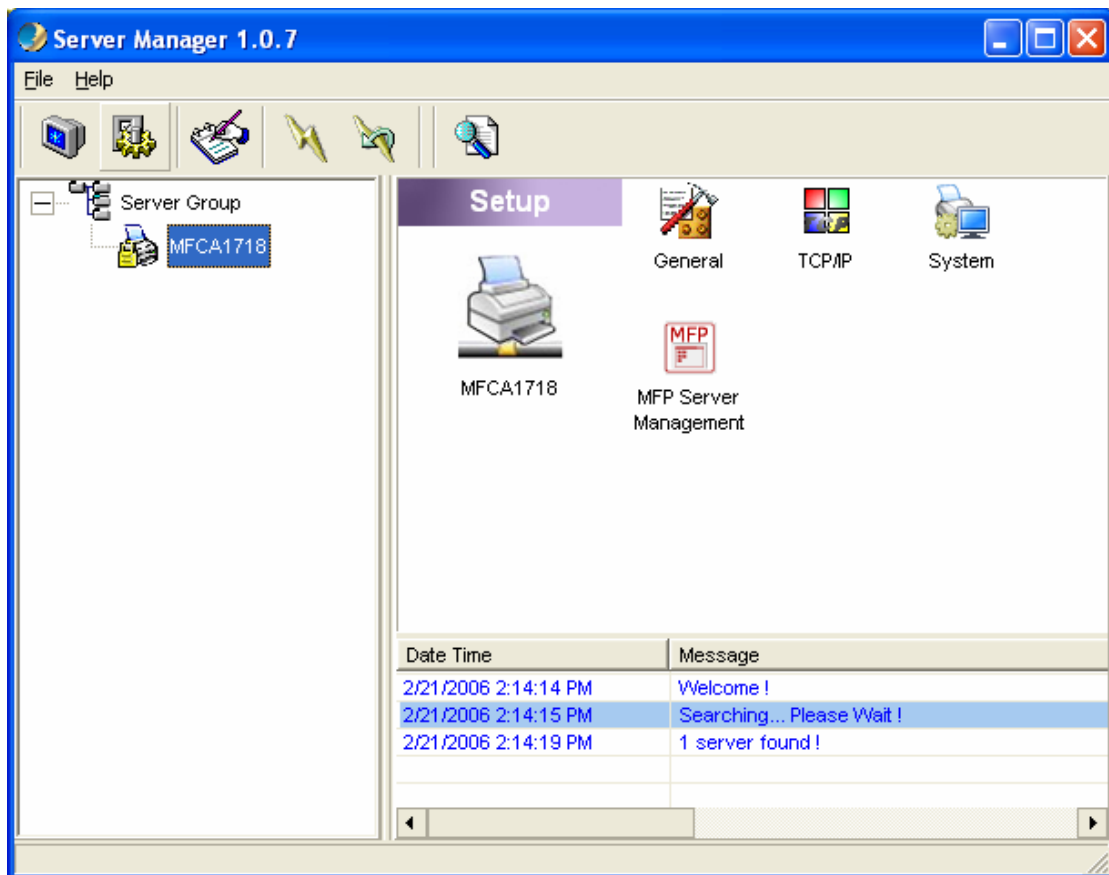 Server Manager 1.0.7
File Help
Server Group
MFCA1718
Setup
MFCA1718
General
TCP/IP
System
MFP
MFP Server
Management
Date Time Message
2/21/2006 2:14:14 PM Welcome !
2/21/2006 2:14:15 PM Searching... Please Wait !
2/21/2006 2:14:19 PM 1 server found !